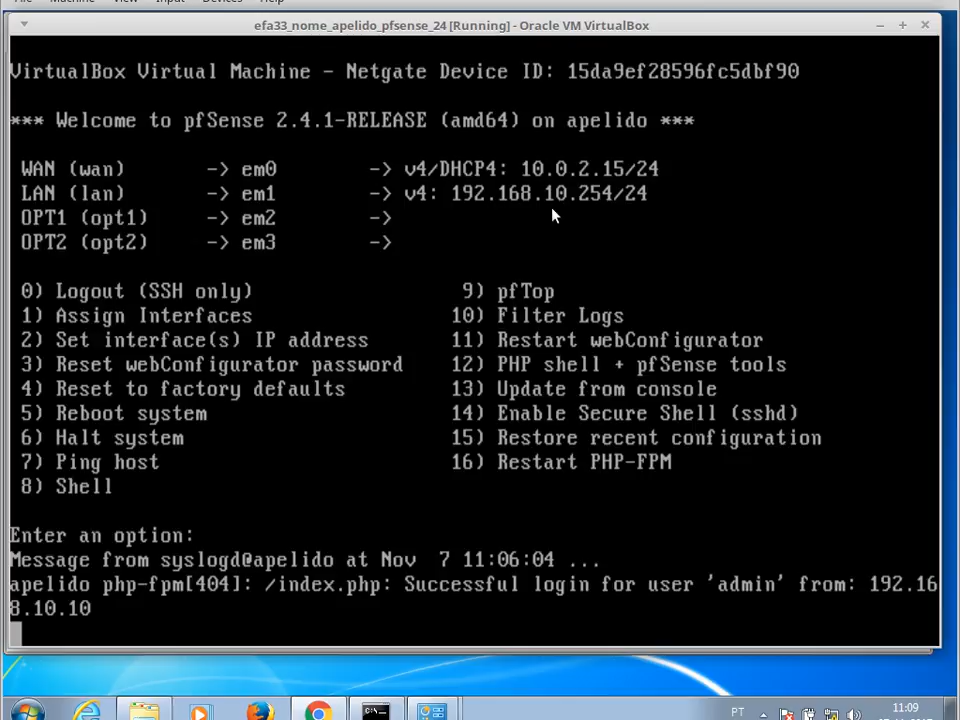 Machine View Input Devices Help
efa33_nome_apelido_pfsense_24 [Running] - Oracle VM VirtualBox
VirtualBox Virtual Machine - Netgate Device ID: 15da9ef28596fc5dbf90
*** Welcome to pfSense 2.4.1-RELEASE (amd64) on apelido ***
WAN (wan) -> em0 -> v4/DHCP4: 10.0.2.15/24
LAN (lan) -> em1 -> v4: 192.168.10.254/24
OPT1 (opt1) -> em2 ->
OPT2 (opt2) -> em3 ->
0) Logout (SSH only) 9) pfTop
1) Assign Interfaces 10) Filter Logs
2) Set interface(s) IP address 11) Restart webConfigurator
3) Reset webConfigurator password 12) PHP shell + pfSense tools
4) Reset to factory defaults 13) Update from console
5) Reboot system 14) Enable Secure Shell (sshd)
6) Halt system 15) Restore recent configuration
7) Ping host 16) Restart PHP-FPM
8) Shell
Enter an option:
Message from syslogd@apelido at Nov  7 11:06:04 ...
apelido php-fpm[404]: /index.php: Successful login for user 'admin' from: 192.16
8.10.10
PT 11:09